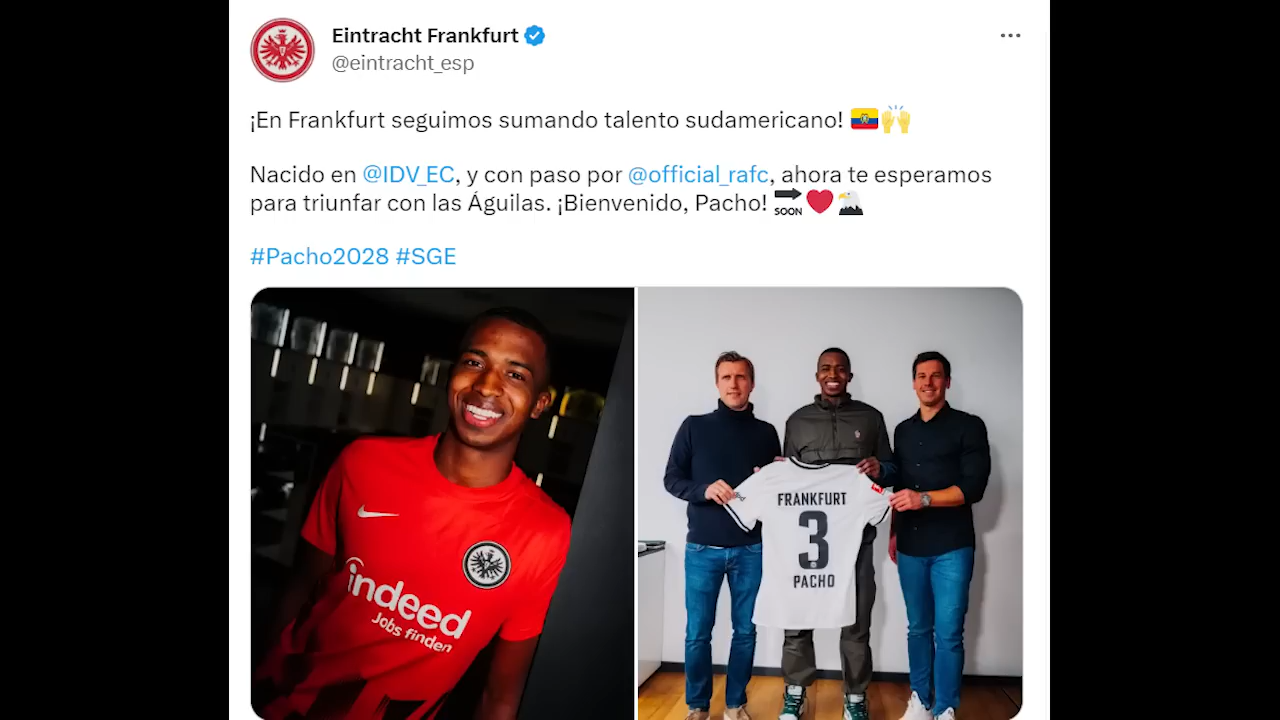 Eintracht Frankfurt
@eintracht_esp
¡En Frankfurt seguimos sumando talento sudamericano! 🇪🇨🙌
Nacido en @IDV_EC, y con paso por @official_rafc, ahora te esperamos
para triunfar con las Águilas. ¡Bienvenido, Pacho! 🔜❤️🦅
#Pacho2028 #SGE
indeed
Jobs finden
FRANKFURT
3
PACHO